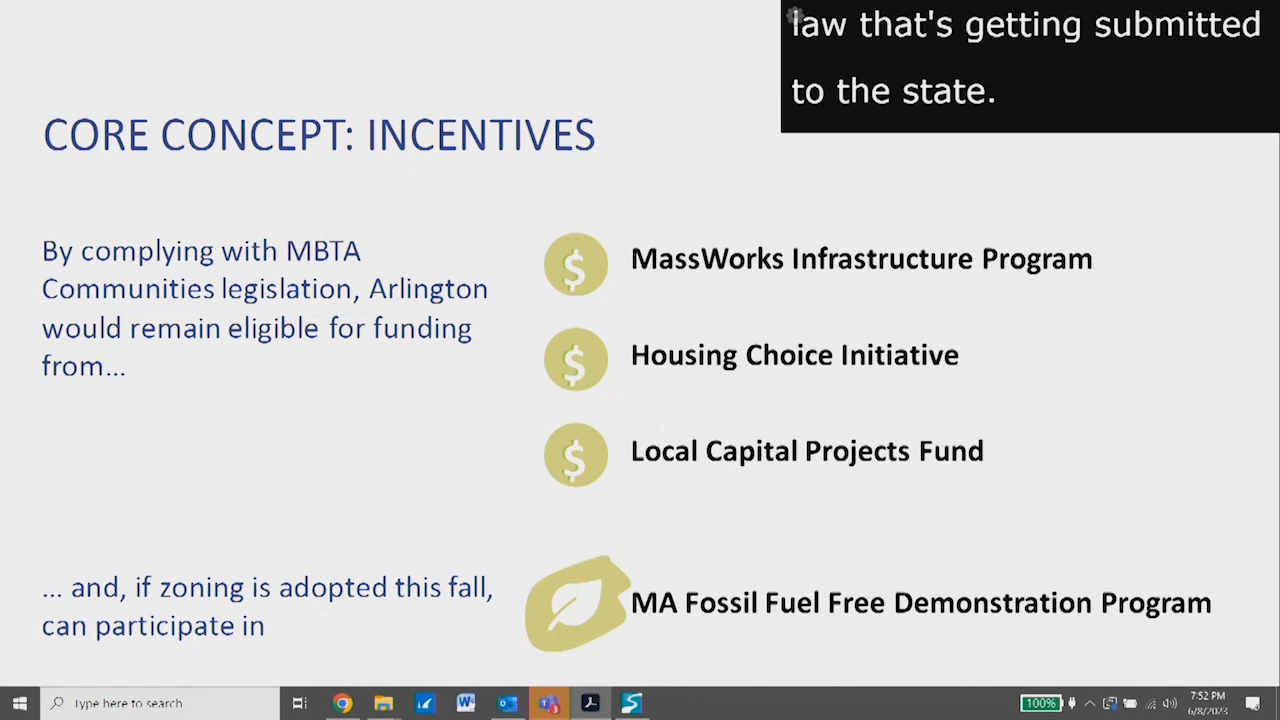 law that's getting submitted
to the state.
CORE CONCEPT: INCENTIVES
By complying with MBTA
Communities legislation, Arlington
would remain eligible for funding
from...
$ MassWorks Infrastructure Program
$ Housing Choice Initiative
$ Local Capital Projects Fund
... and, if zoning is adopted this fall,
can participate in
MA Fossil Fuel Free Demonstration Program
Type here to search
100%
7:52 PM
6/8/2023